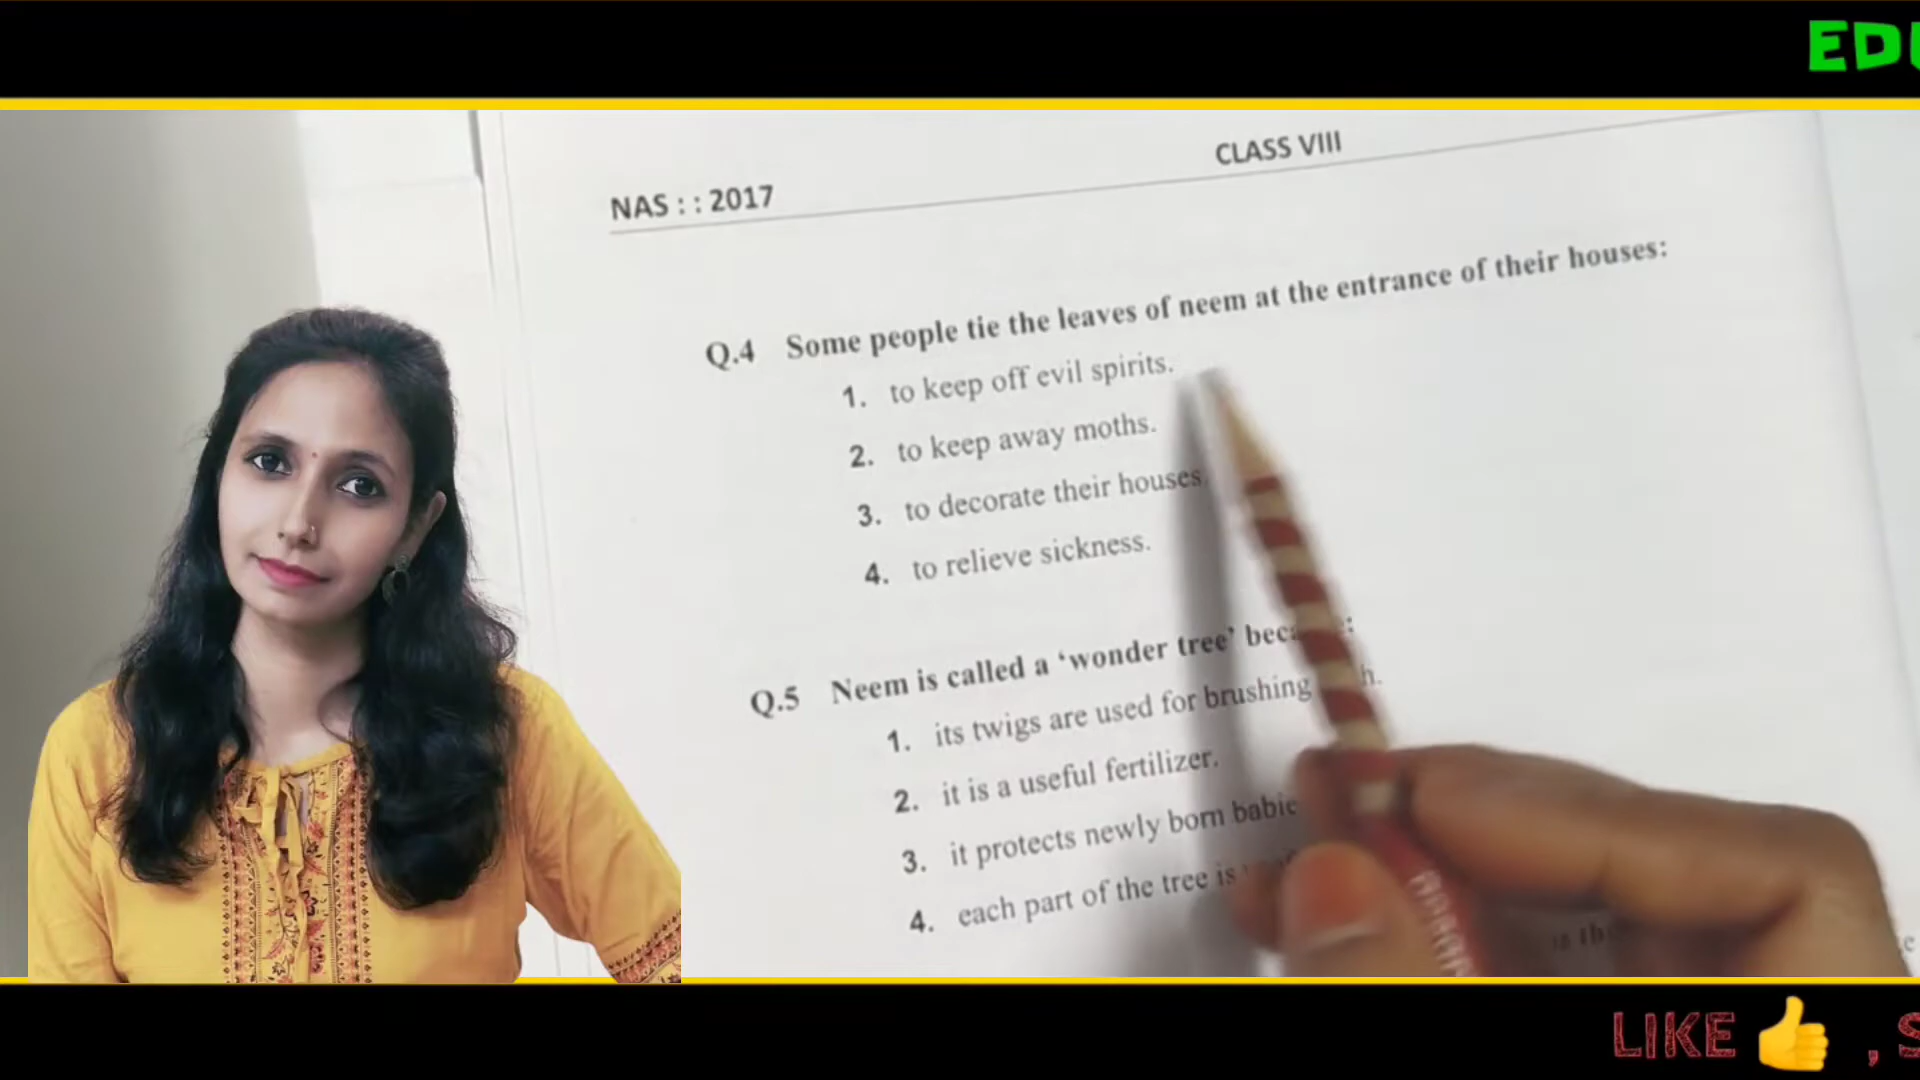 EDU
CLASS VIII
NAS : : 2017
Q.4 Some people tie the leaves of neem at the entrance of their houses:
1. to keep off evil spirits.
2. to keep away moths.
3. to decorate their houses.
4. to relieve sickness.
Q.5 Neem is called a ‘wonder tree’ :
1. its twigs are used for brushing
2. it is a useful fertilizer.
3. it protects newly born
4. each part of the tree is
LIKE 👍 , S